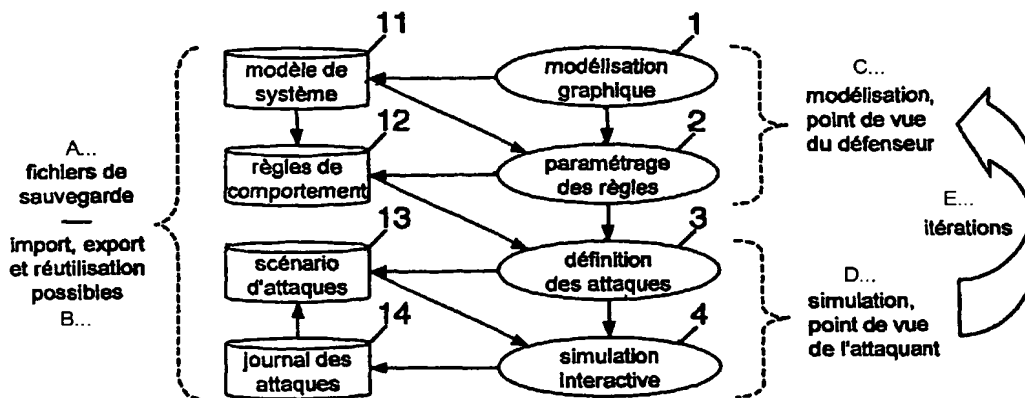 11
modèle de
système
12
règles de
comportement
13
scénario
d'attaques
14
journal des
attaques
1
modélisation
graphique
2
paramétrage
des règles
3
définition
des attaques
4
simulation
interactive
A...
fichiers de
sauvegarde
import, export
et réutilisation
possibles
B...
C...
modélisation,
point de vue
du défenseur
D...
simulation,
point de vue
de l'attaquant
E...
itérations